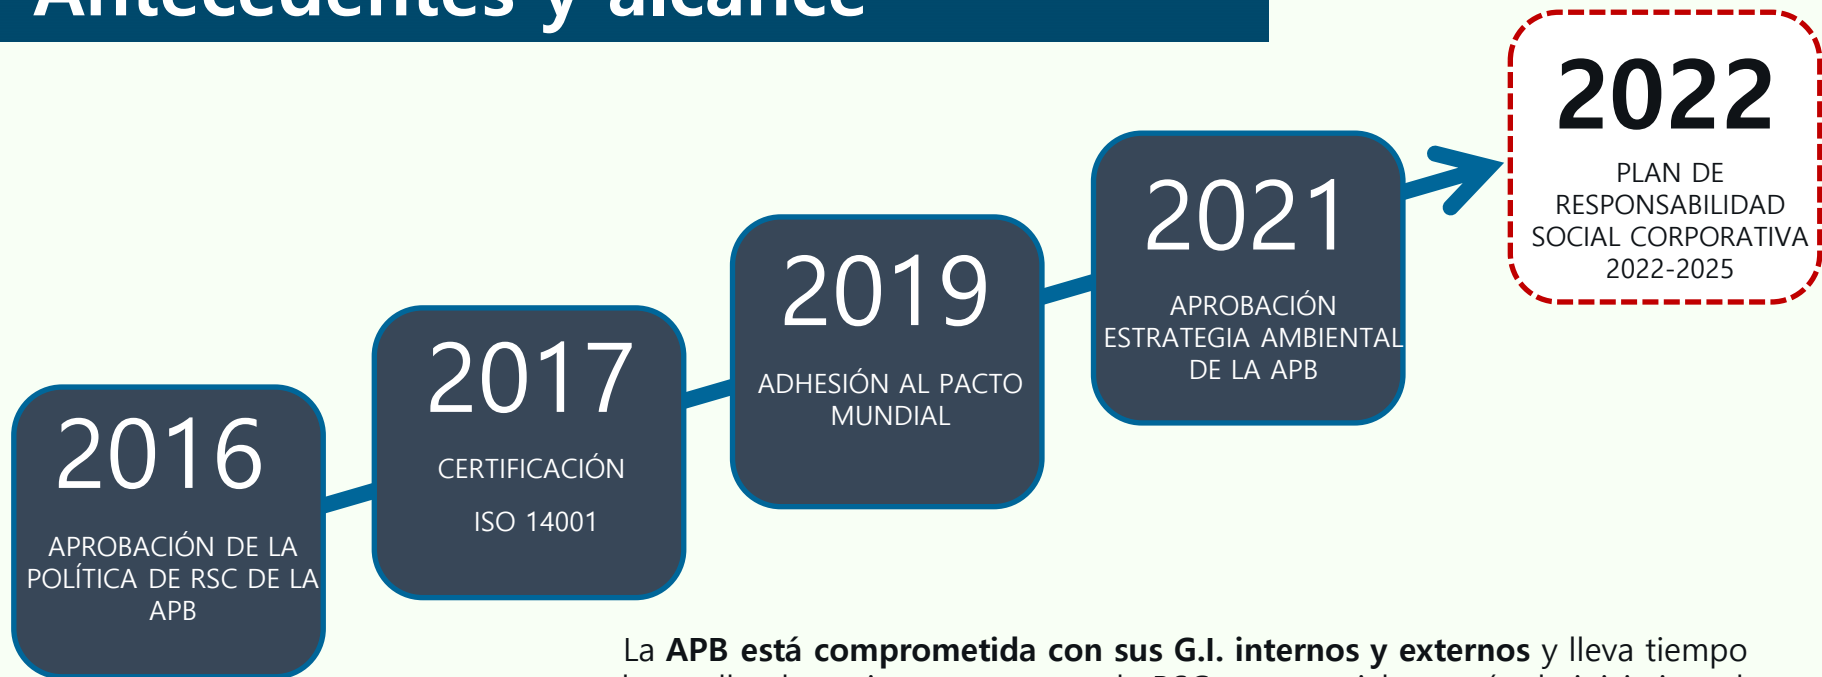 Antecedentes y alcance
2022
PLAN DE
RESPONSABILIDAD
SOCIAL CORPORATIVA
2022-2025
2021
APROBACIÓN
ESTRATEGIA AMBIENTAL
DE LA APB
2019
ADHESIÓN AL PACTO
MUNDIAL
2017
CERTIFICACIÓN
ISO 14001
2016
APROBACIÓN DE LA
POLÍTICA DE RSC DE LA
APB
La APB está comprometida con sus G.I. internos y externos y lleva tiempo